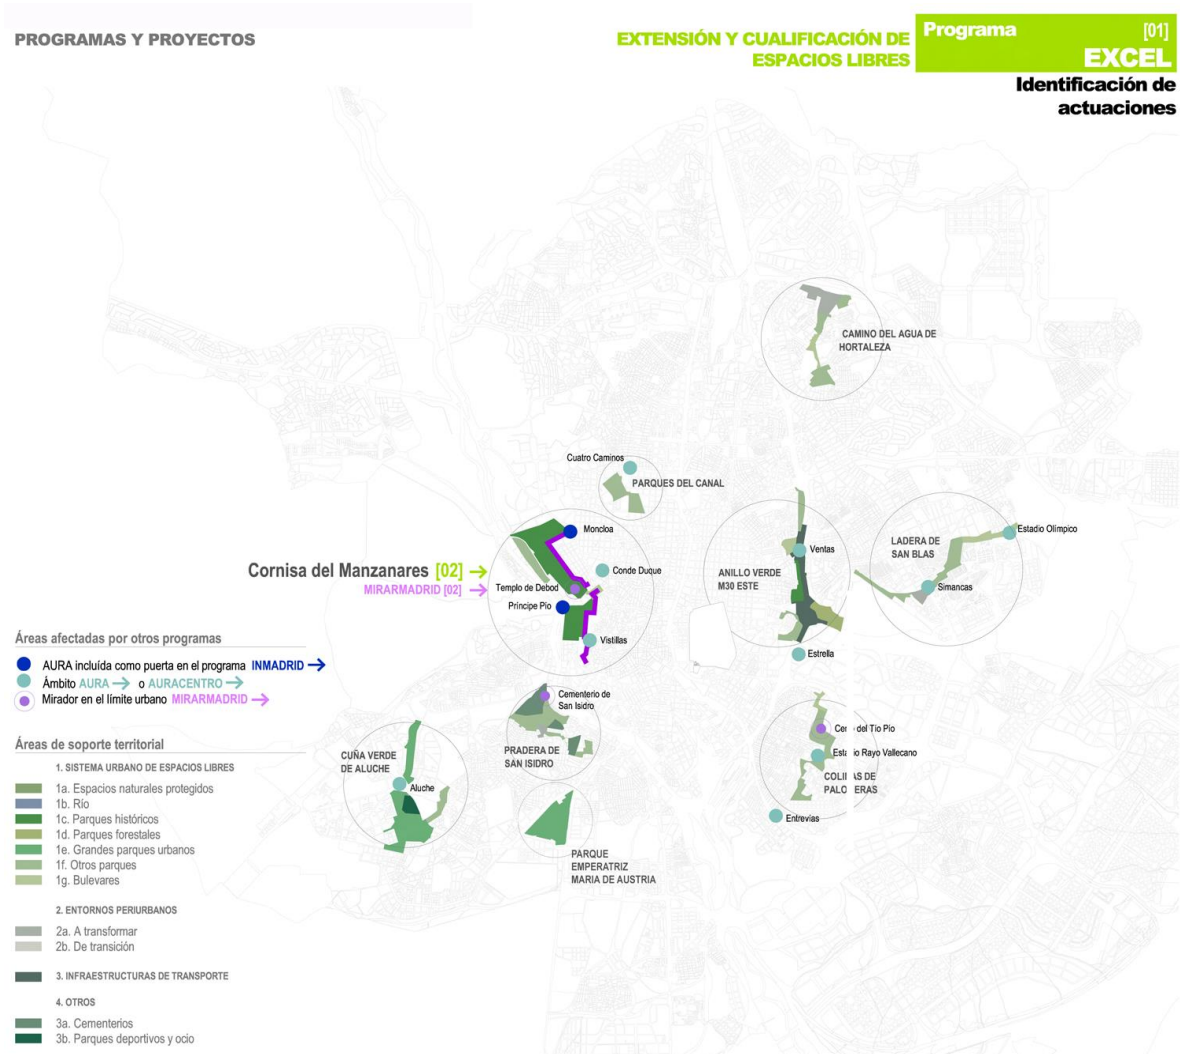 PROGRAMAS Y PROYECTOS
EXTENSIÓN Y CUALIFICACIÓN DE
ESPACIOS LIBRES
Programa [01]
EXCEL
Identificación de
actuaciones
CAMINO DEL AGUA DE
HORTALEZA
Cuatro Caminos
PARQUES DEL CANAL
Moncloa
Cornisa del Manzanares [02]
MIRARMADRID [02]
Conde Duque
Templo de Debod
Príncipe Pío
Vistillas
ANILLO VERDE
M30 ESTE
Ventas
Estrella
LADERA DE
SAN BLAS
Estadio Olímpico
Simancas
Cementerio de
San Isidro
PRADERA DE
SAN ISIDRO
CUÑA VERDE
DE ALUCHE
Aluche
PARQUE
EMPERATRIZ
MARIA DE AUSTRIA
del Tío Pío
Rayo Vallecano
DE
Entrevias
Áreas afectadas por otros programas
AURA incluída como puerta en el programa INMADRID
Ámbito AURA o AURACENTRO
Mirador en el límite urbano MIRARMADRID
Áreas de soporte territorial
1. SISTEMA URBANO DE ESPACIOS LIBRES
1a. Espacios naturales protegidos
1b. Río
1c. Parques históricos
1d. Parques forestales
1e. Grandes parques urbanos
1f. Otros parques
1g. Bulevares
2. ENTORNOS PERIURBANOS
2a. A transformar
2b. De transición
3. INFRAESTRUCTURAS DE TRANSPORTE
4. OTROS
3a. Cementerios
3b. Parques deportivos y ocio